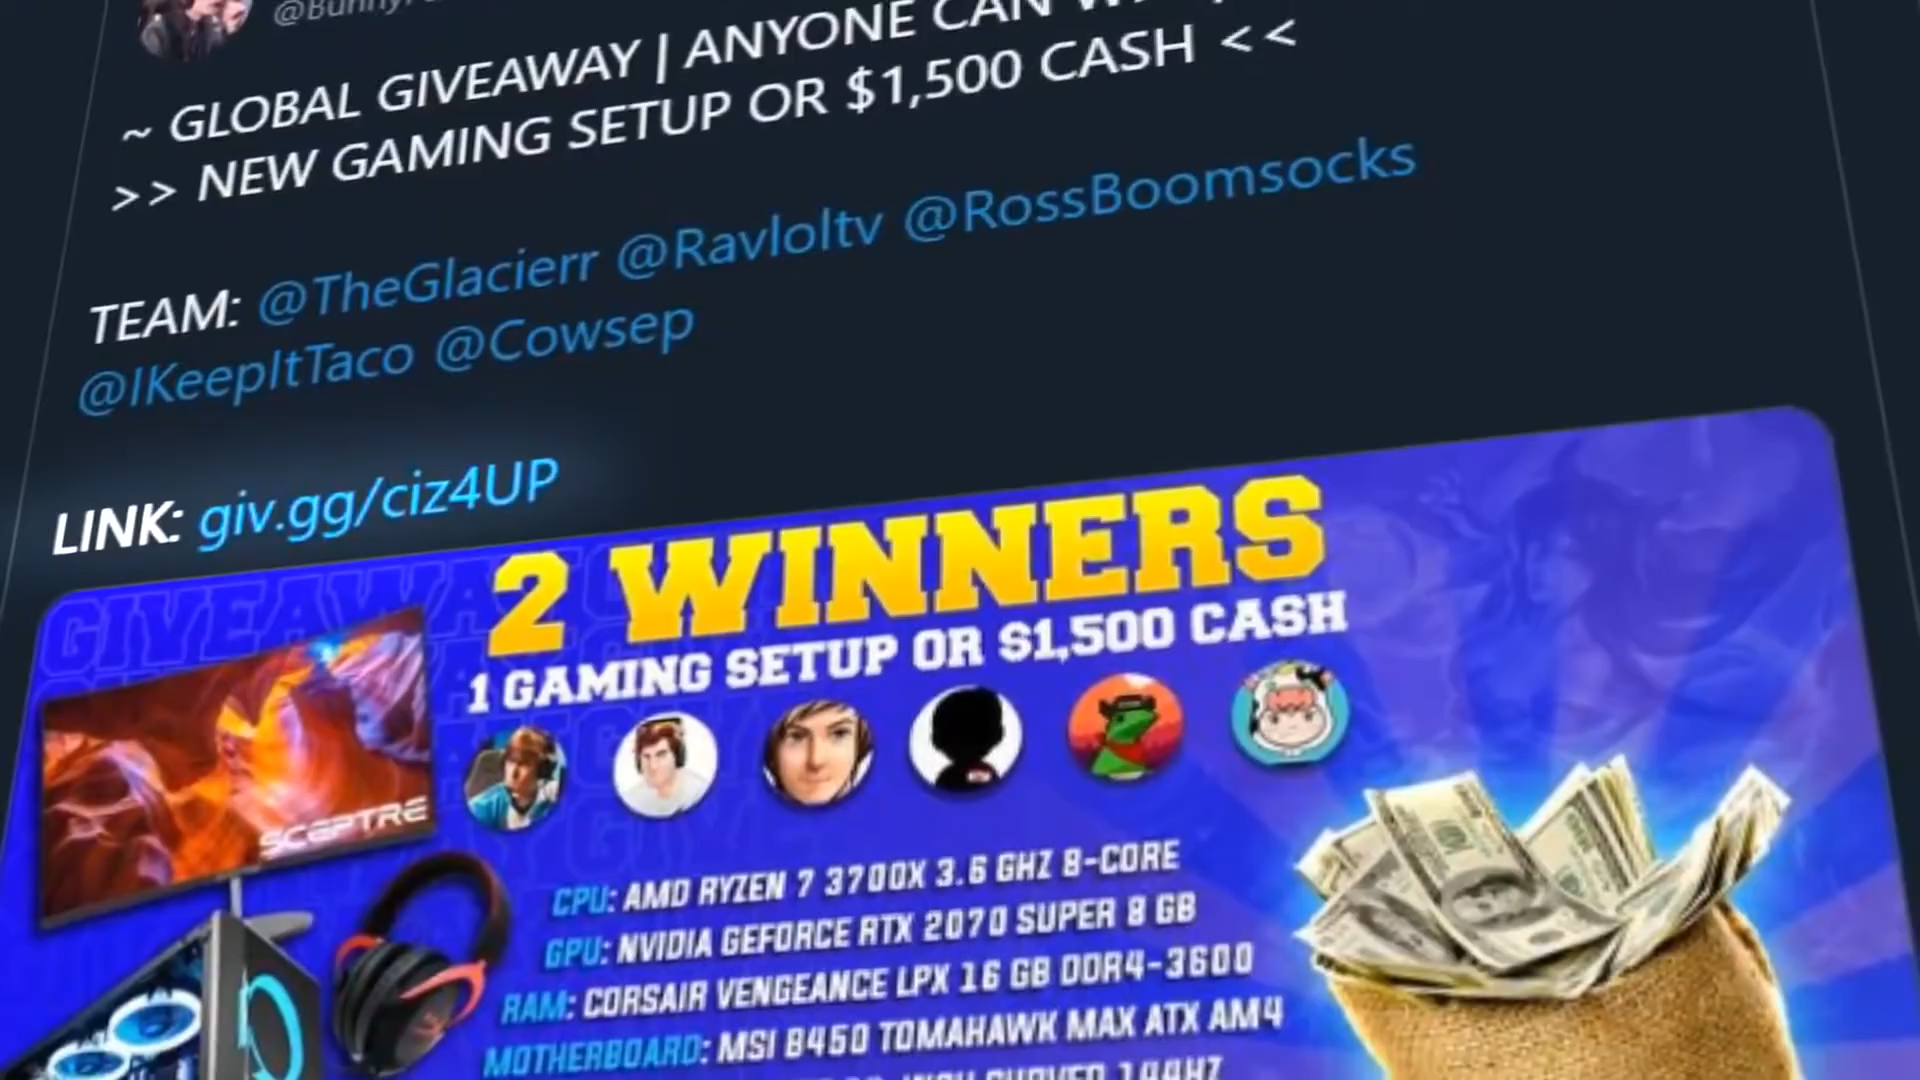 ~ GLOBAL GIVEAWAY | ANYONE CAN
>> NEW GAMING SETUP OR $1,500 CASH <<
TEAM: @TheGlacierr @Ravloltv @RossBoomsocks
@IKeepItTaco @Cowsep
LINK: giv.gg/ciz4UP
GIVEAWAY
2 WINNERS
1 GAMING SETUP OR $1,500 CASH
SCEPTRE
CPU: AMD RYZEN 7 3700X 3.6 GHZ 8-CORE
GPU: NVIDIA GEFORCE RTX 2070 SUPER 8 GB
RAM: CORSAIR VENGEANCE LPX 16 GB DDR4-3600
MOTHERBOARD: MSI B450 TOMAHAWK MAX ATX AM4
CURVED 144HZ